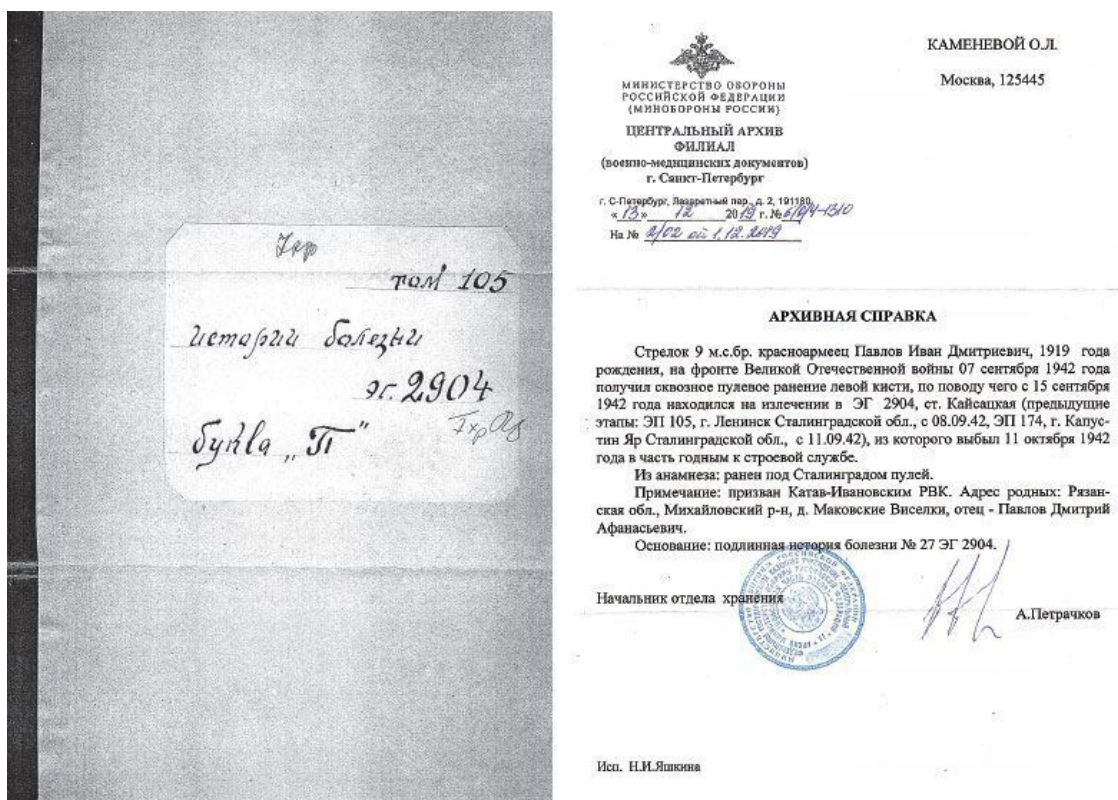 том 105
истории болезни
эг. 2904
буква „П"
КАМЕНЕВОЙ О.Л.
Москва, 125445
МИНИСТЕРСТВО ОБОРОНЫ
РОССИЙСКОЙ ФЕДЕРАЦИИ
(МИНОБОРОНЫ РОССИИ)
ЦЕНТРАЛЬНЫЙ АРХИВ
ФИЛИАЛ
(военно-медицинских документов)
г. Санкт-Петербург
г. С-Петербург, Лазаретный пер., д. 2, 191180
« 13 » 12 2019 г. №
На № 2/02 от 1.12.2019
АРХИВНАЯ СПРАВКА
Стрелок 9 м.с.бр. красноармеец Павлов Иван Дмитриевич, 1919 года
рождения, на фронте Великой Отечественной войны 07 сентября 1942 года
получил сквозное пулевое ранение левой кисти, по поводу чего с 15 сентября
1942 года находился на излечении в ЭГ 2904, ст. Кайсацкая (предыдущие
этапы: ЭП 105, г. Ленинск Сталинградской обл., с 08.09.42, ЭП 174, г. Капус-
тин Яр Сталинградской обл., с 11.09.42), из которого выбыл 11 октября 1942
года в часть годным к строевой службе.
Из анамнеза: ранен под Сталинградом пулей.
Примечание: призван Катав-Ивановским РВК. Адрес родных: Рязан-
ская обл., Михайловский р-н, д. Маковские Виселки, отец - Павлов Дмитрий
Афанасьевич.
Основание: подлинная история болезни № 27 ЭГ 2904.
Начальник отдела хранения
А.Петрачков
Исп. Н.И.Яшкина